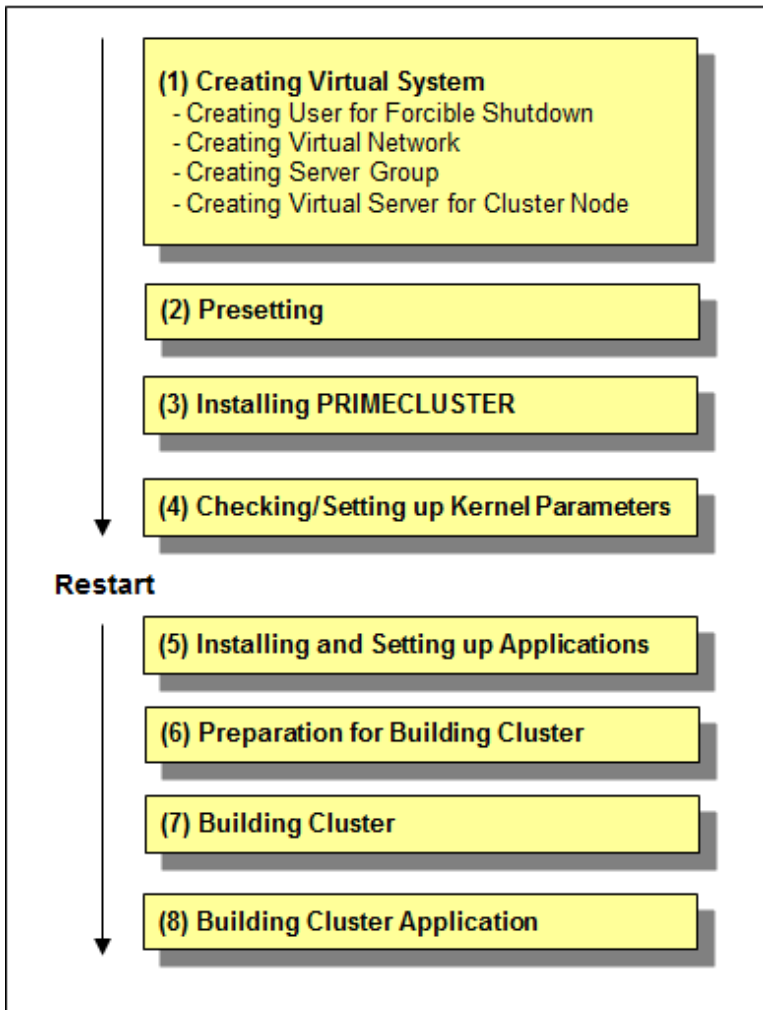 (1) Creating Virtual System
- Creating User for Forcible Shutdown
- Creating Virtual Network
- Creating Server Group
- Creating Virtual Server for Cluster Node
(2) Presetting
(3) Installing PRIMECLUSTER
(4) Checking/Setting up Kernel Parameters
Restart
(5) Installing and Setting up Applications
(6) Preparation for Building Cluster
(7) Building Cluster
(8) Building Cluster Application